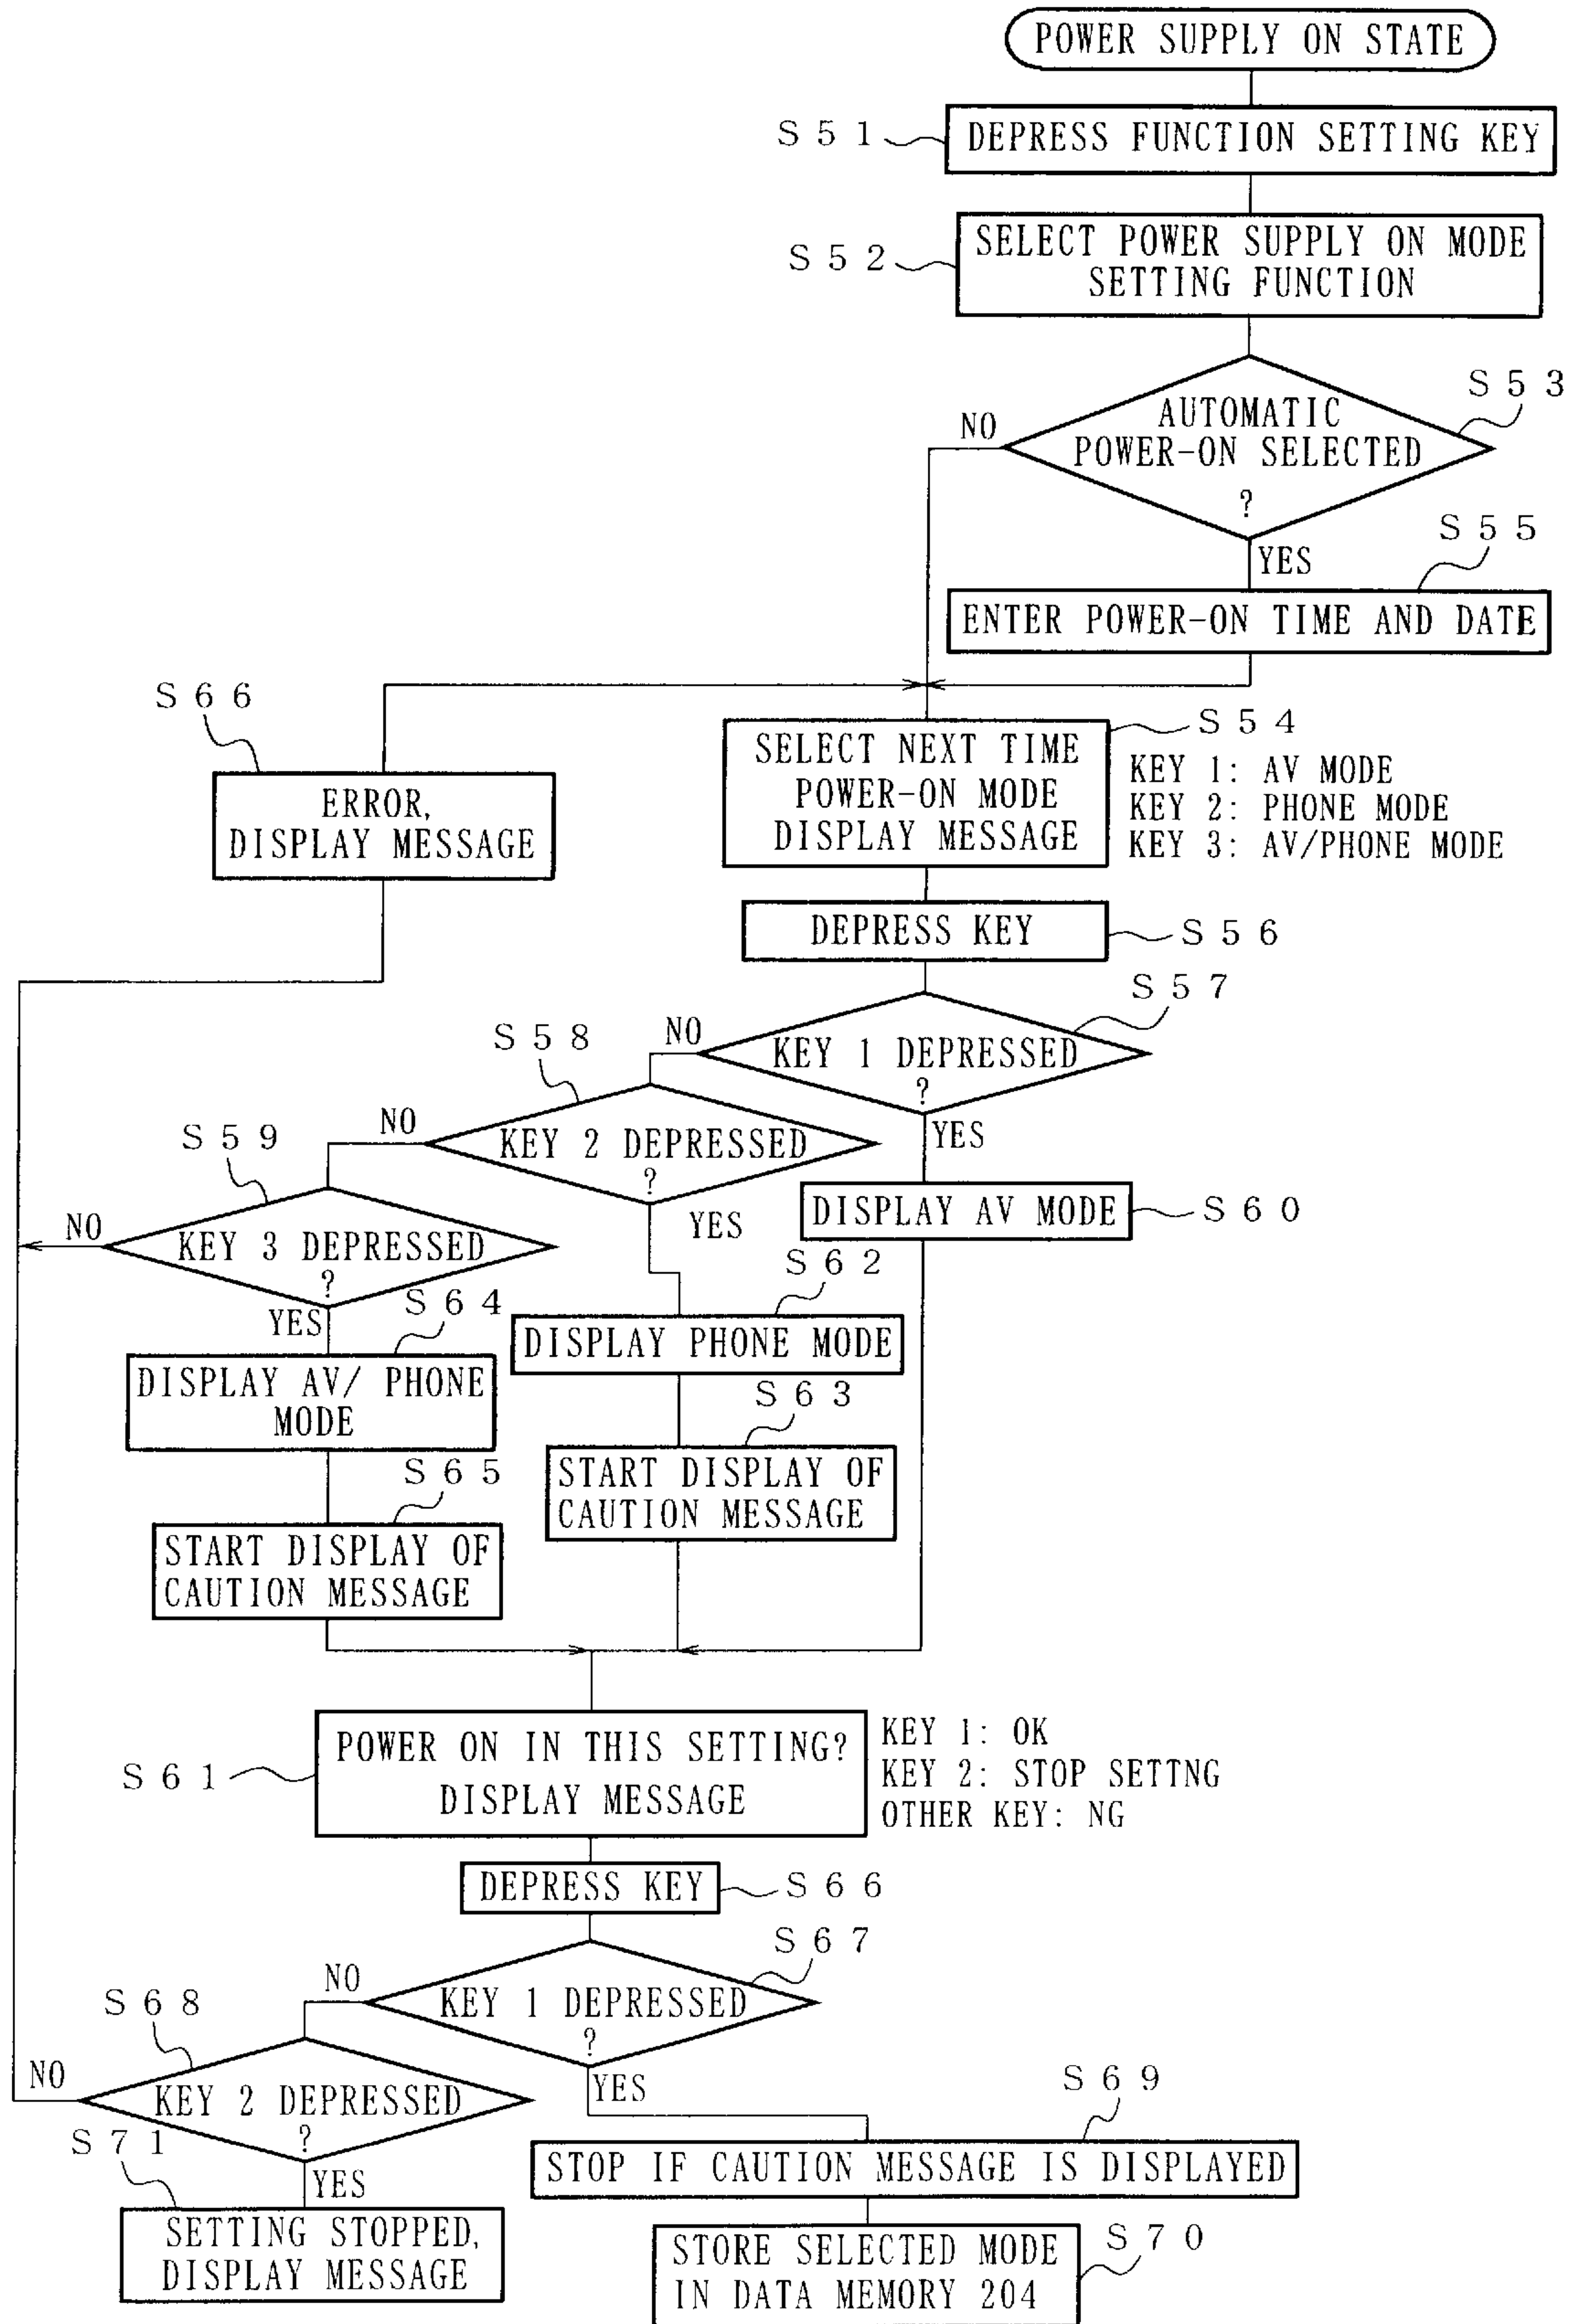 POWER SUPPLY ON STATE
S51
DEPRESS FUNCTION SETTING KEY
S52
SELECT POWER SUPPLY ON MODE
SETTING FUNCTION
S53
AUTOMATIC
POWER-ON SELECTED
?
NO
YES
S55
ENTER POWER-ON TIME AND DATE
S66
ERROR,
DISPLAY MESSAGE
S54
SELECT NEXT TIME
POWER-ON MODE
DISPLAY MESSAGE
KEY 1: AV MODE
KEY 2: PHONE MODE
KEY 3: AV/PHONE MODE
DEPRESS KEY
S56
S57
KEY 1 DEPRESSED
?
NO
YES
S58
KEY 2 DEPRESSED
?
NO
YES
S59
KEY 3 DEPRESSED
?
NO
YES
DISPLAY AV MODE
S60
S62
DISPLAY PHONE MODE
S64
DISPLAY AV/ PHONE
MODE
S63
START DISPLAY OF
CAUTION MESSAGE
S65
START DISPLAY OF
CAUTION MESSAGE
S61
POWER ON IN THIS SETTING?
DISPLAY MESSAGE
KEY 1: OK
KEY 2: STOP SETTNG
OTHER KEY: NG
DEPRESS KEY
S66
S67
KEY 1 DEPRESSED
?
NO
YES
S68
KEY 2 DEPRESSED
?
NO
YES
S69
STOP IF CAUTION MESSAGE IS DISPLAYED
S71
SETTING STOPPED,
DISPLAY MESSAGE
S70
STORE SELECTED MODE
IN DATA MEMORY 204